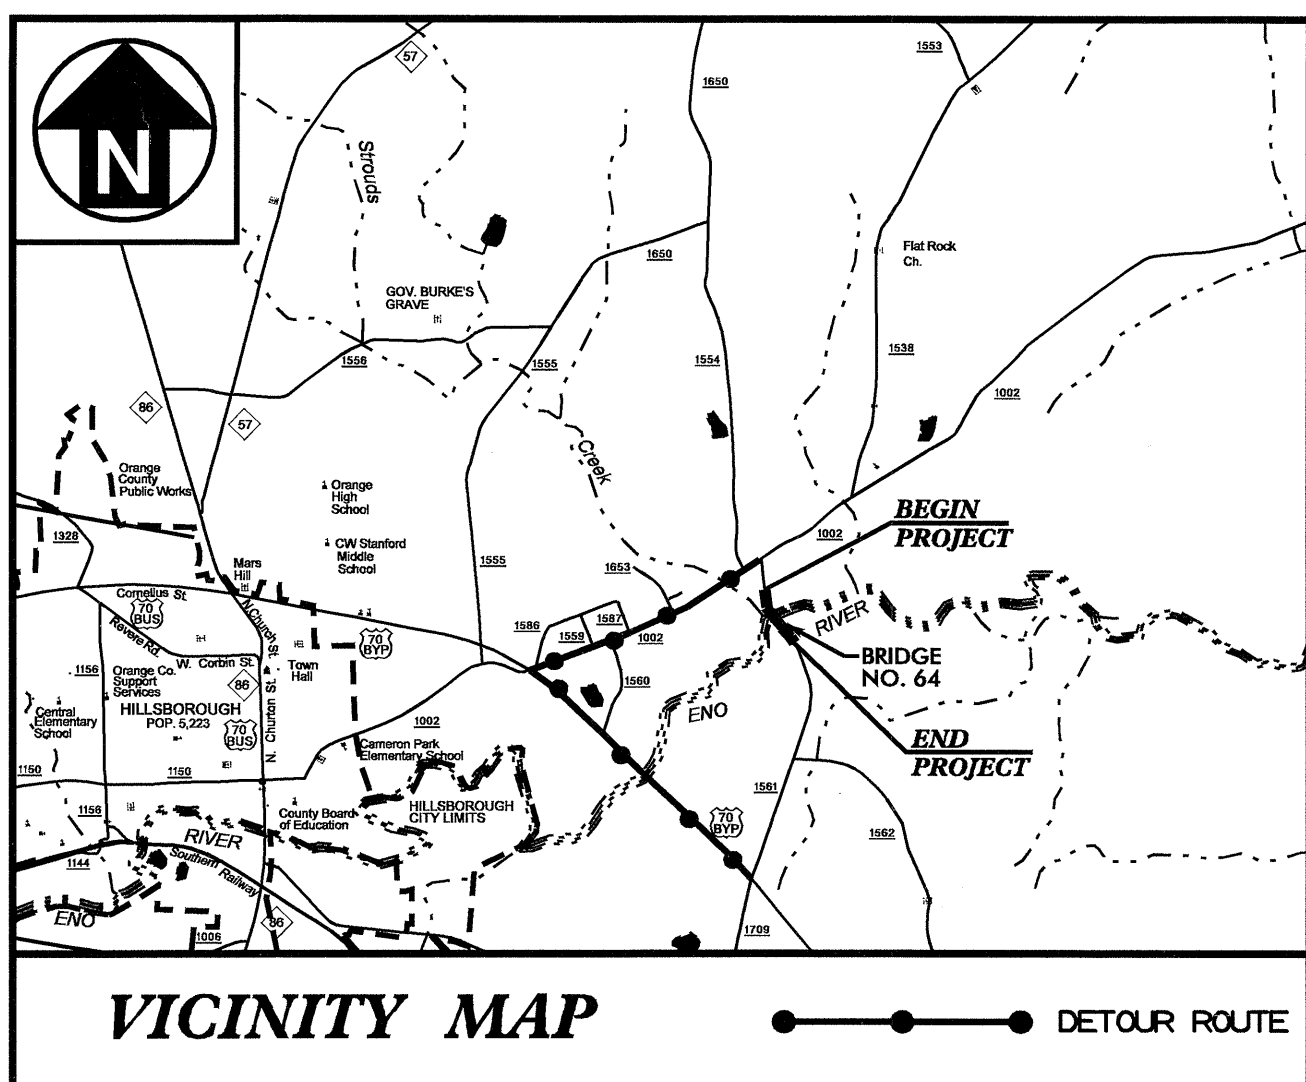 N
57
1553
1650
Strouds
Flat Rock
Ch.
1650
GOV. BURKE'S
GRAVE
1556
1555
1554
1538
1002
86
57
Creek
Orange
County
Public Works
Orange
High
School
BEGIN
PROJECT
1328
CW Stanford
Middle
School
1002
Mars
Hill
1555
1653
Cornelius St.
70
BUS
N. Church St.
Revere Rd.
1586
1587
1559
1002
RIVER
70
BYP
W. Corbin St.
Town
Hall
1156
Orange Co.
Support
Services
86
BRIDGE
NO. 64
1560
HILLSBOROUGH
POP. 5,223
Central
Elementary
School
N. Churton St.
70
BUS
1002
ENO
END
PROJECT
Cameron Park
Elementary School
1150
1150
1561
HILLSBOROUGH
CITY LIMITS
1156
County Board
of Education
70
BYP
1562
RIVER
Southern Railway
1144
ENO
86
1006
1709
VICINITY MAP
DETOUR ROUTE